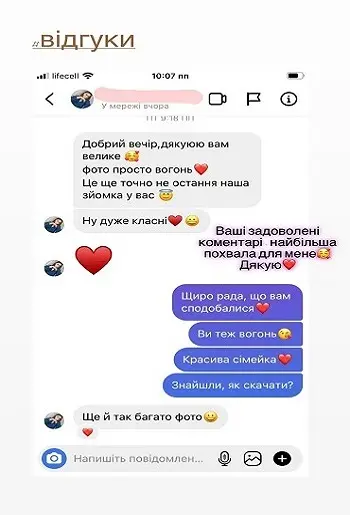 #відгуки
lifecell 10:07 пп
У мережі вчора
Добрий вечір,дякуюю вам
велике 🥰
фото просто вогонь❤️
Це ще точно не остання наша
зйомка у вас 😇
Ну дуже класні❤️😀
❤️
Ваші задоволені
коментарі найбільша
похвала для мене🥰
Дякую❤️
Щиро рада, що вам
сподобалися❤️
Ви теж вогонь😘
Красива сімейка❤️
Знайшли, як скачати?
Ще й так багато фото😀
❤️
Напишіть повідомлен...